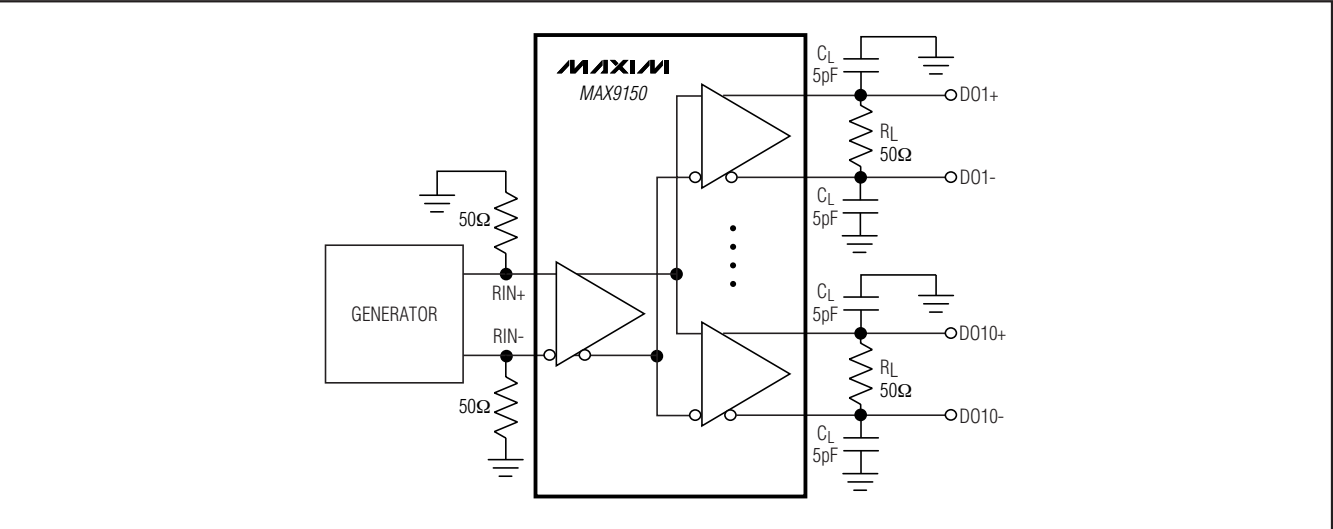 MAXIM
MAX9150
CL
5pF
DO1+
RL
50Ω
DO1-
CL
5pF
50Ω
GENERATOR
RIN+
RIN-
50Ω
CL
5pF
DO10+
RL
50Ω
DO10-
CL
5pF